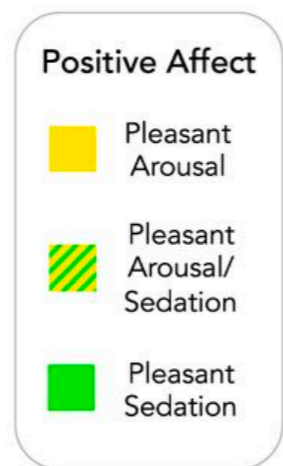 Positive Affect
Pleasant
Arousal
Pleasant
Arousal/
Sedation
Pleasant
Sedation